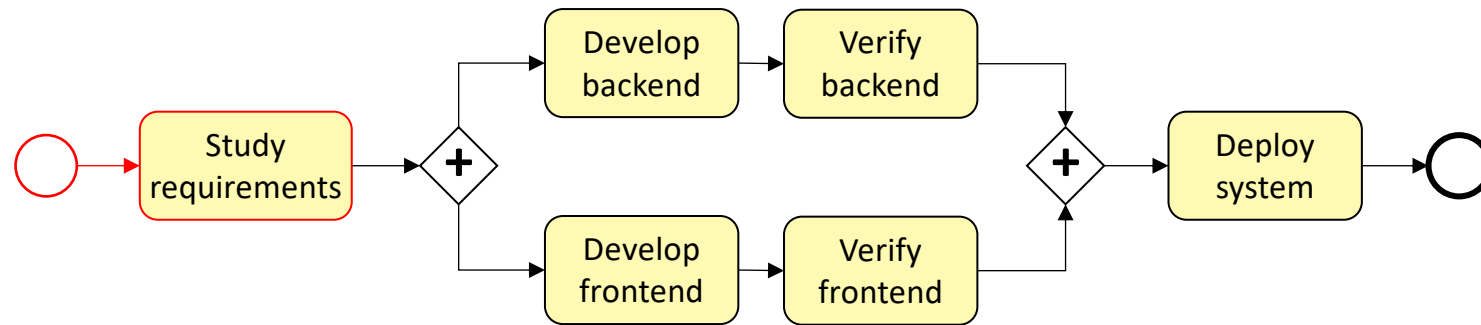 Study
requirements
Develop
backend
Verify
backend
Develop
frontend
Verify
frontend
Deploy
system